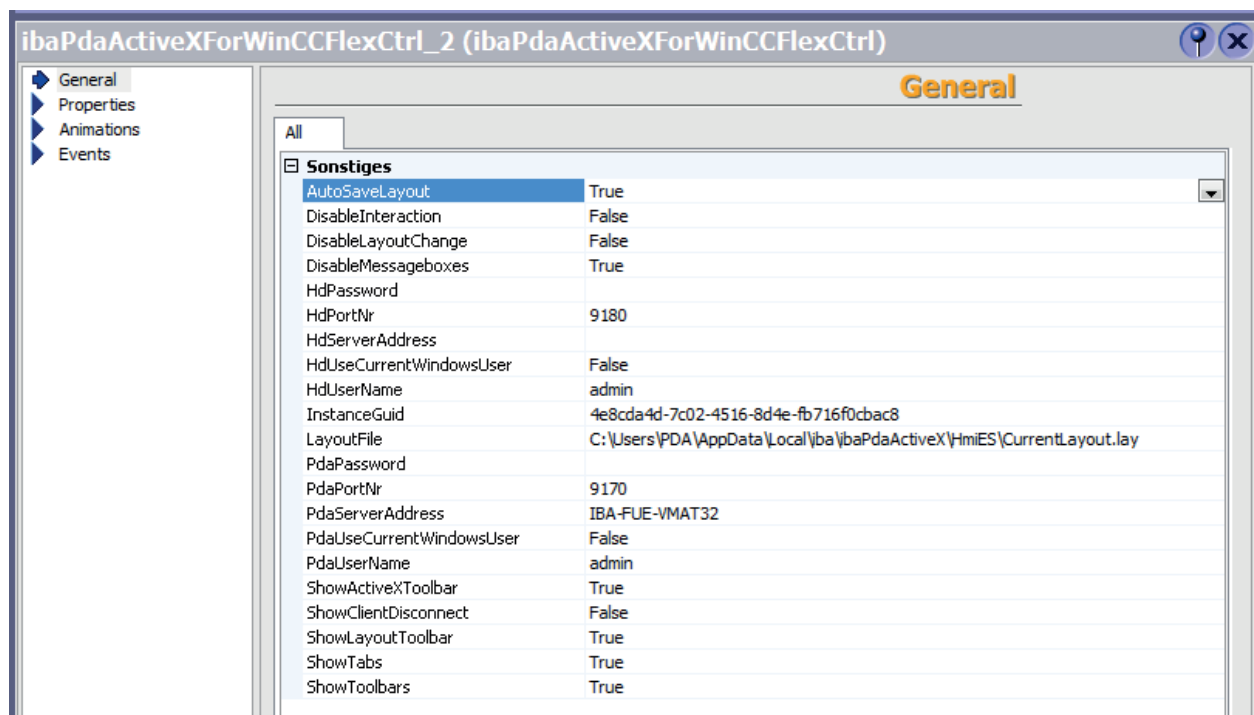 ibaPdaActiveXForWinCCFlexCtrl_2 (ibaPdaActiveXForWinCCFlexCtrl)
General
Properties
Animations
Events
General
All
Sonstiges
AutoSaveLayout True
DisableInteraction False
DisableLayoutChange False
DisableMessageboxes True
HdPassword
HdPortNr 9180
HdServerAddress
HdUseCurrentWindowsUser False
HdUserName admin
InstanceGuid 4e8cda4d-7c02-4516-8d4e-fb716f0cbac8
LayoutFile C:\Users\PDA\AppData\Local\iba\ibaPdaActiveX\HmiES\CurrentLayout.lay
PdaPassword
PdaPortNr 9170
PdaServerAddress IBA-FUE-VMAT32
PdaUseCurrentWindowsUser False
PdaUserName admin
ShowActiveXToolbar True
ShowClientDisconnect False
ShowLayoutToolbar True
ShowTabs True
ShowToolbars True